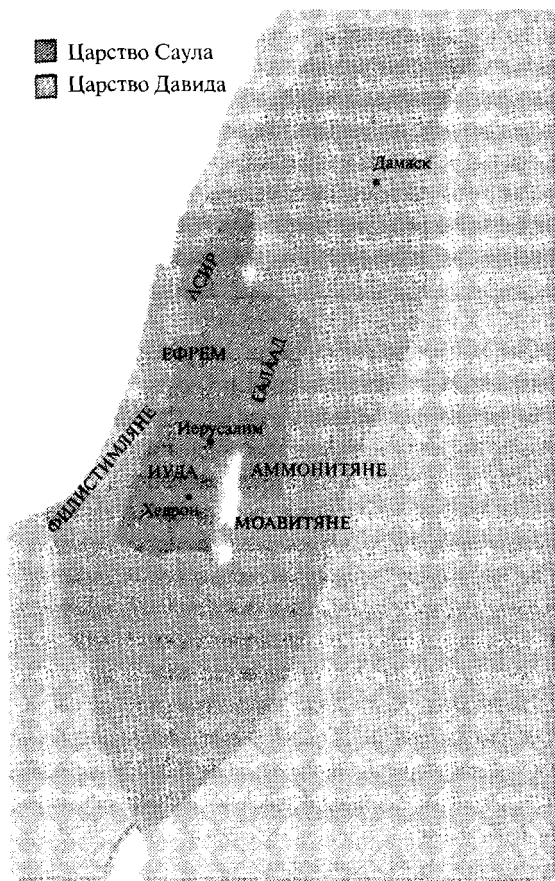 Царство Саула
Царство Давида
Дамаск
АСИР
ЕФРЕМ
ГАЛААД
Иерусалим
ФИЛИСТИМЛЯНЕ
ИУДА
АММОНИТЯНЕ
Хеврон
МОАВИТЯНЕ